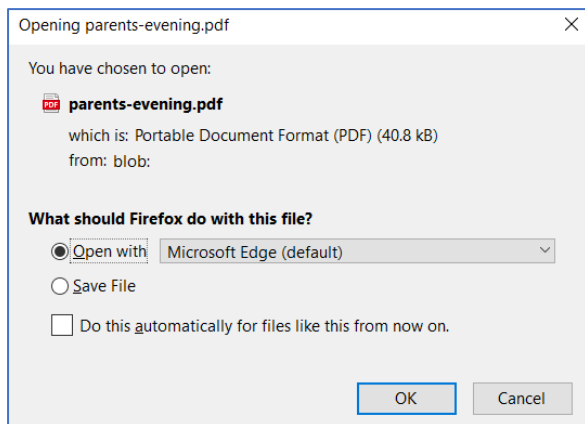 Opening parents-evening.pdf
You have chosen to open:
PDF parents-evening.pdf
which is: Portable Document Format (PDF) (40.8 kB)
from: blob:
What should Firefox do with this file?
Open with Microsoft Edge (default)
Save File
Do this automatically for files like this from now on.
OK Cancel